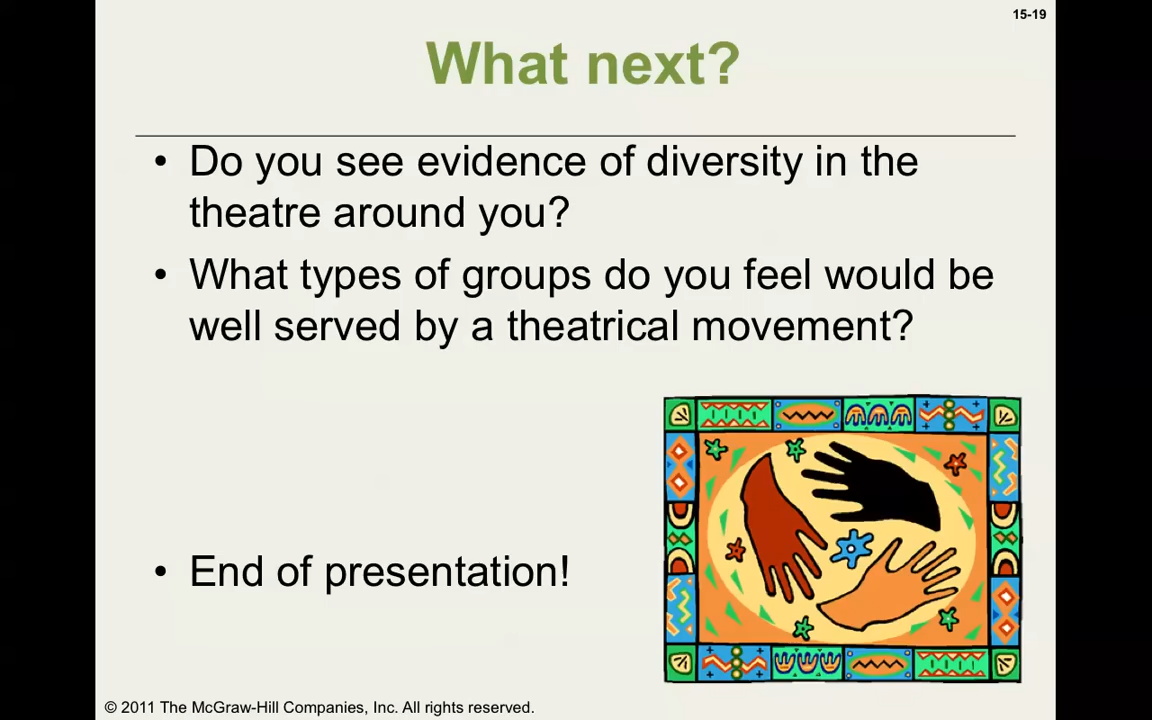 15-19
What next?
• Do you see evidence of diversity in the
theatre around you?
• What types of groups do you feel would be
well served by a theatrical movement?
• End of presentation!
© 2011 The McGraw-Hill Companies, Inc. All rights reserved.